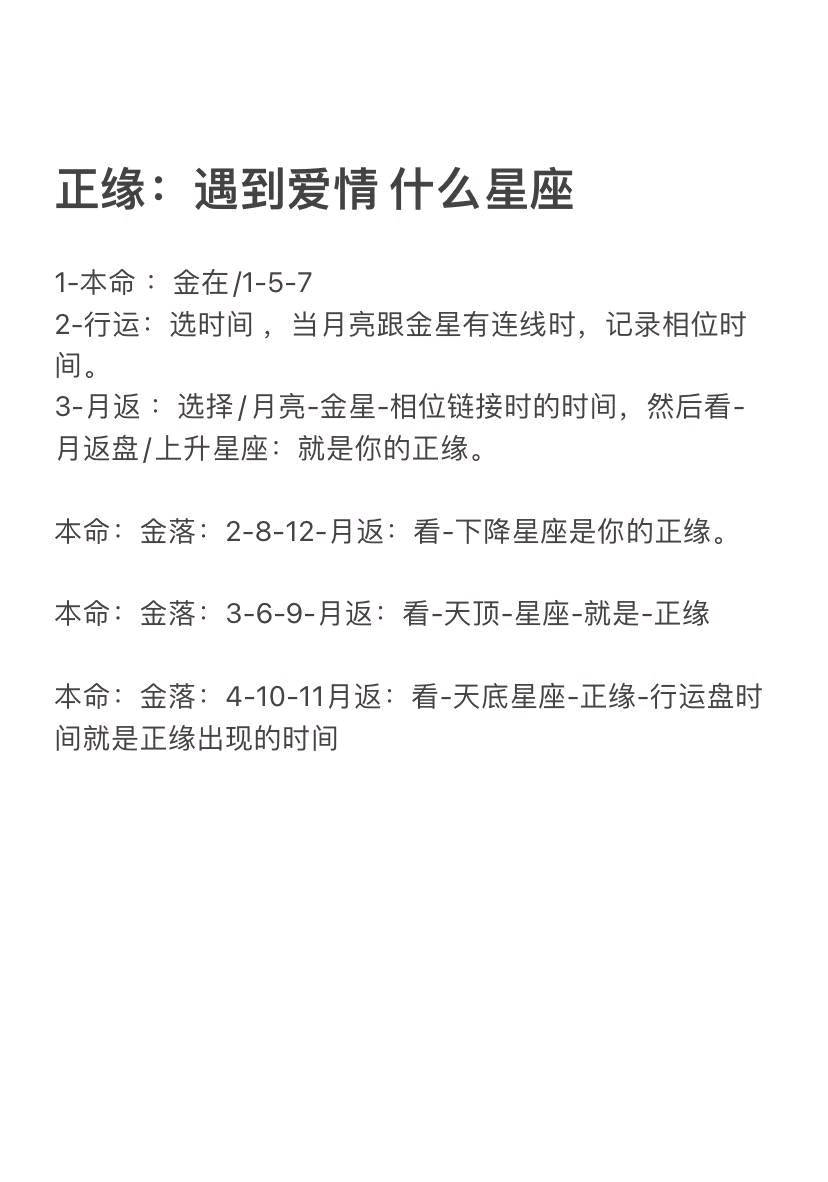 正缘：遇到爱情 什么星座
1-本命 ：金在/1-5-7
2-行运：选时间 ，当月亮跟金星有连线时，记录相位时
间。
3-月返 ：选择/月亮-金星-相位链接时的时间，然后看-
月返盘/上升星座：就是你的正缘。
本命：金落：2-8-12-月返：看-下降星座是你的正缘。
本命：金落：3-6-9-月返：看-天顶-星座-就是-正缘
本命：金落：4-10-11月返：看-天底星座-正缘-行运盘时
间就是正缘出现的时间